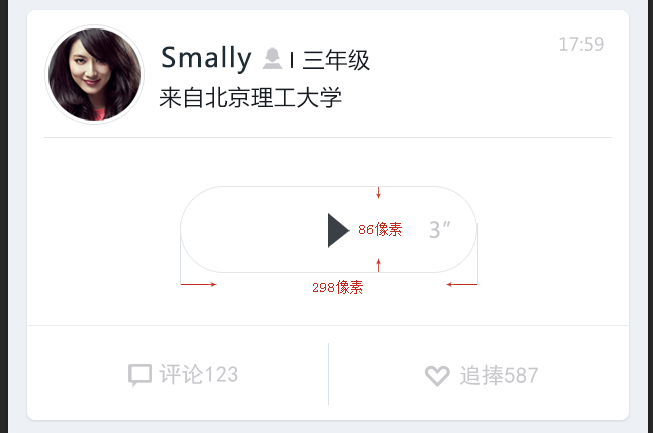 17:59
Smally 三年级
来自北京理工大学
86像素 3″
298像素
评论123 追捧587